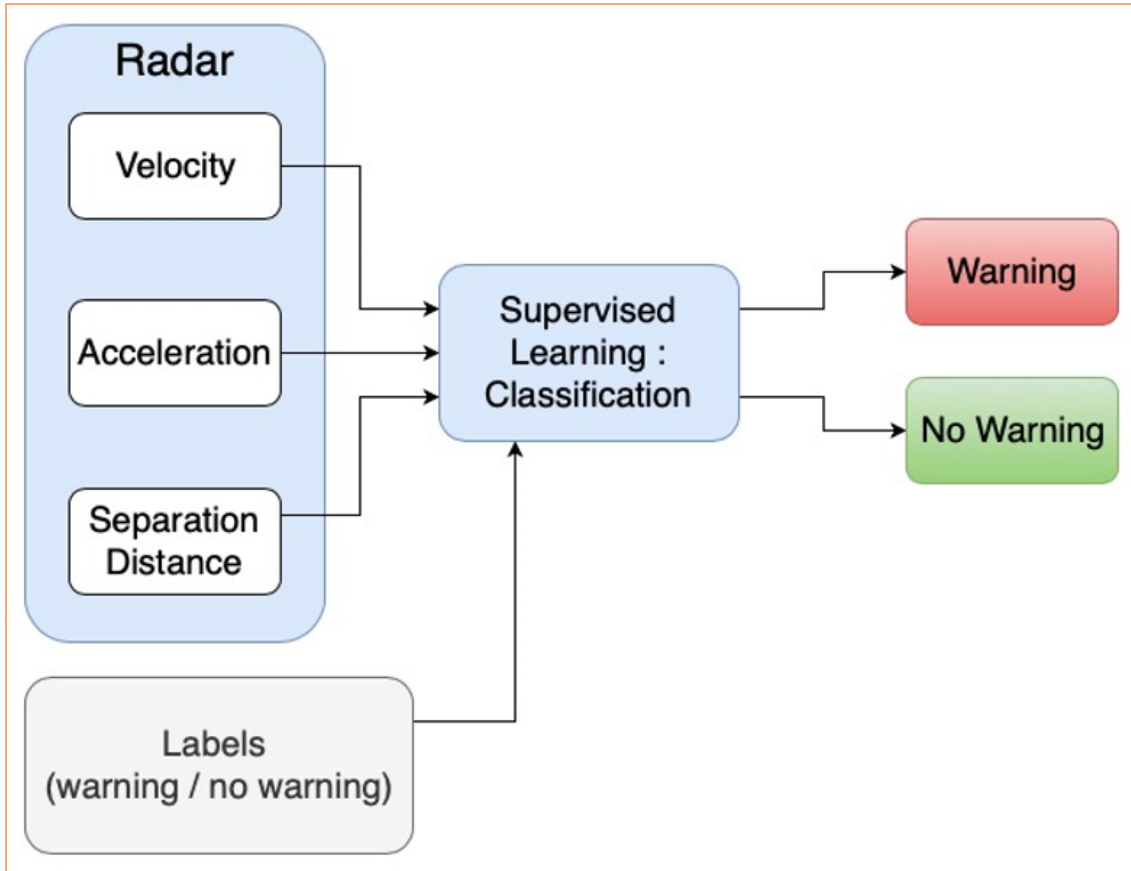 Radar
Velocity
Acceleration
Separation
Distance
Supervised
Learning :
Classification
Warning
No Warning
Labels
(warning / no warning)